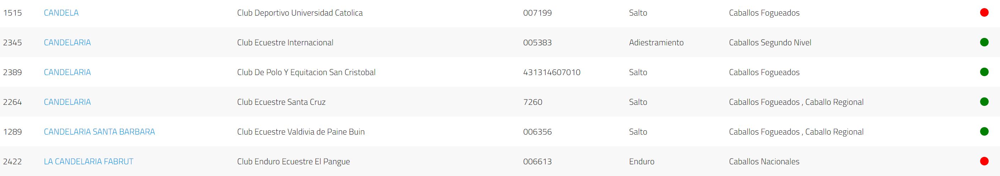 1515 CANDELA Club Deportivo Universidad Catolica 007199 Salto Caballos Fogueados
2345 CANDELARIA Club Ecuestre Internacional 005383 Adiestramiento Caballos Segundo Nivel
2389 CANDELARIA Club De Polo Y Equitacion San Cristobal 431314607010 Salto Caballos Fogueados
2264 CANDELARIA Club Ecuestre Santa Cruz 7260 Salto Caballos Fogueados , Caballo Regional
1289 CANDELARIA SANTA BARBARA Club Ecuestre Valdivia de Paine Buin 006356 Salto Caballos Fogueados , Caballo Regional
2422 LA CANDELARIA FABRUT Club Enduro Ecuestre El Pangue 006613 Enduro Caballos Nacionales